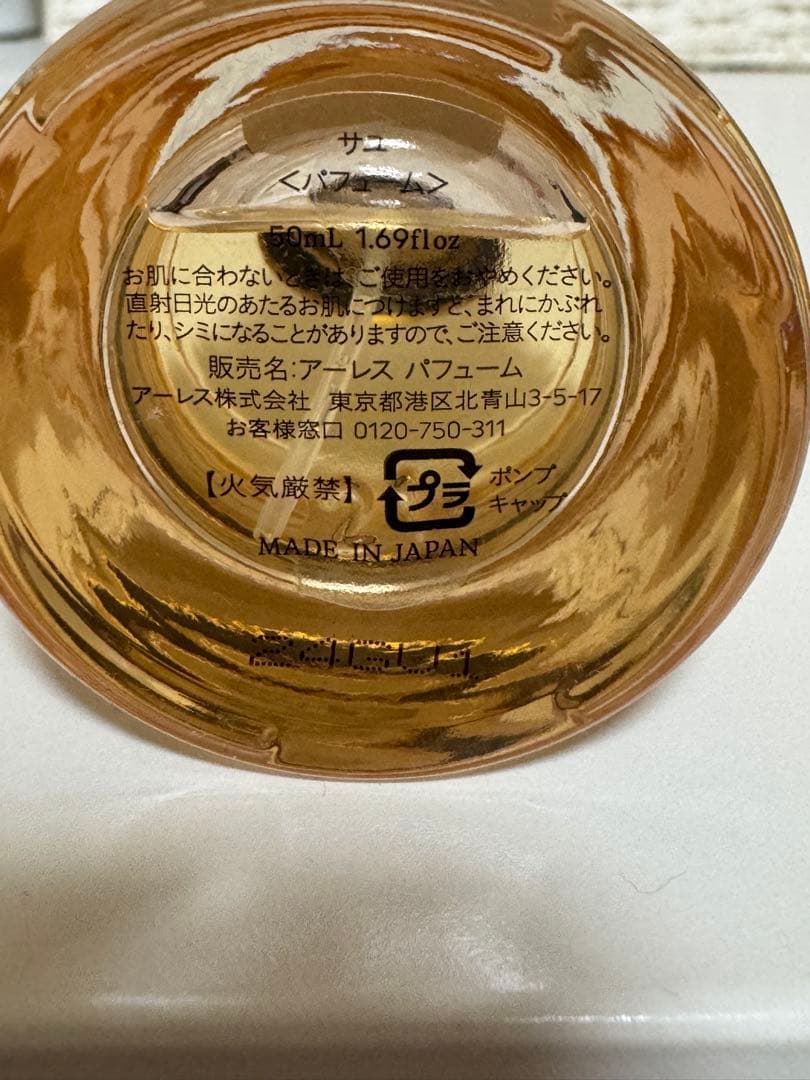 サユ
<パフューム>
50mL 1.69floz
お肌に合わないときは、ご使用をおやめください。
直射日光のあたるお肌につけますと、まれにかぶれ
たり、シミになることがありますので、ご注意ください。
販売名:アーレス パフューム
アーレス株式会社 東京都港区北青山3-5-17
お客様窓口 0120-750-311
【火気厳禁】 プラ ポンプ
キャップ
MADE IN JAPAN